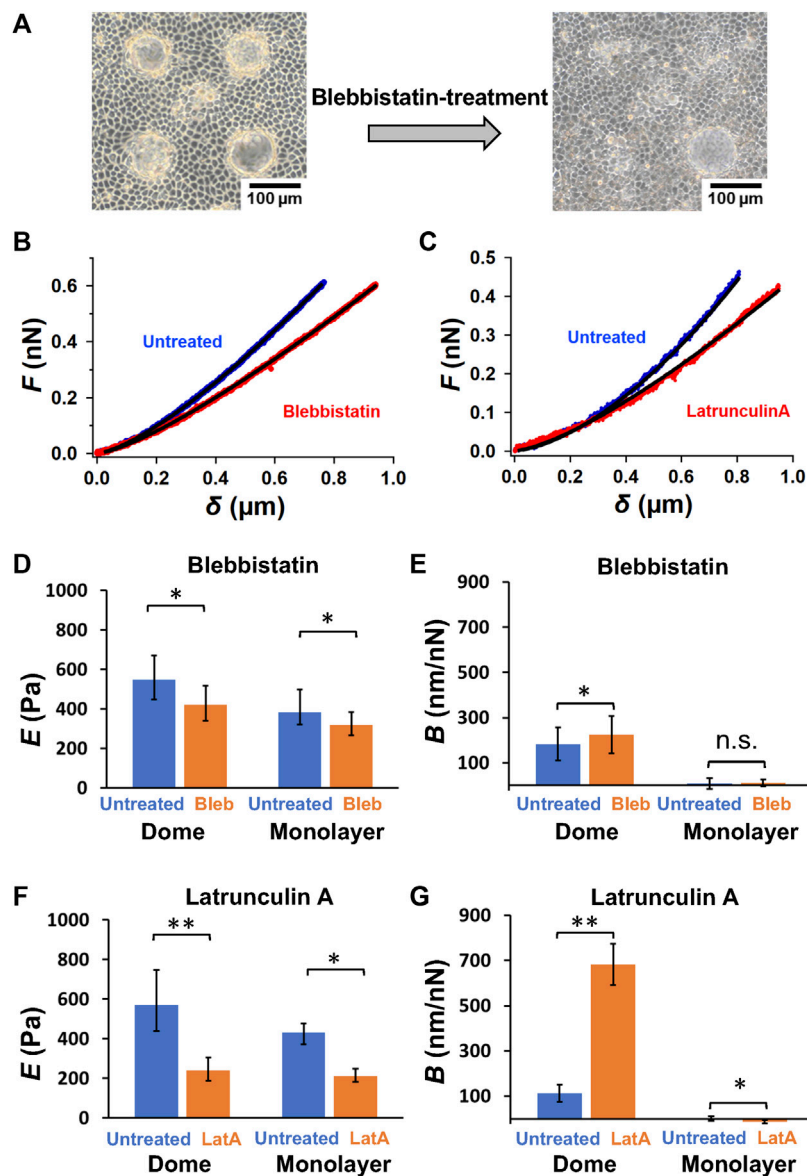 A
Blebbistatin-treatment
100 µm
100 µm
B
C
F (nN)
0.6
0.4
0.2
0.0
Untreated
Blebbistatin
0.0 0.2 0.4 0.6 0.8 1.0
δ (µm)
F (nN)
0.5
0.4
0.3
0.2
0.1
0.0
Untreated
LatrunculinA
0.0 0.2 0.4 0.6 0.8 1.0
δ (µm)
D
Blebbistatin
E (Pa)
1000
800
600
400
200
0
*
*
Untreated Bleb Untreated Bleb
Dome Monolayer
E
Blebbistatin
B (nm/nN)
900
700
500
300
100
*
n.s.
Untreated Bleb Untreated Bleb
Dome Monolayer
F
Latrunculin A
E (Pa)
1000
800
600
400
200
0
**
*
Untreated LatA Untreated LatA
Dome Monolayer
G
Latrunculin A
B (nm/nN)
900
700
500
300
100
**
*
Untreated LatA Untreated LatA
Dome Monolayer